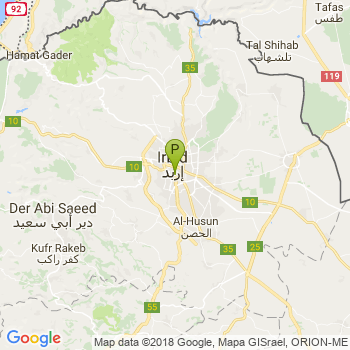 92
Tafas
طفس
Hamat Gader
Tal Shihab
تلشهاب
35
119
10
P
Irbid
إربد
10
Der Abi Saeed
دير أبي سعيد
10
Al-Husun
الحصن
Kufr Rakeb
كفر راكب
35
25
55
Google
Map data ©2018 Google, Mapa GISrael, ORION-ME